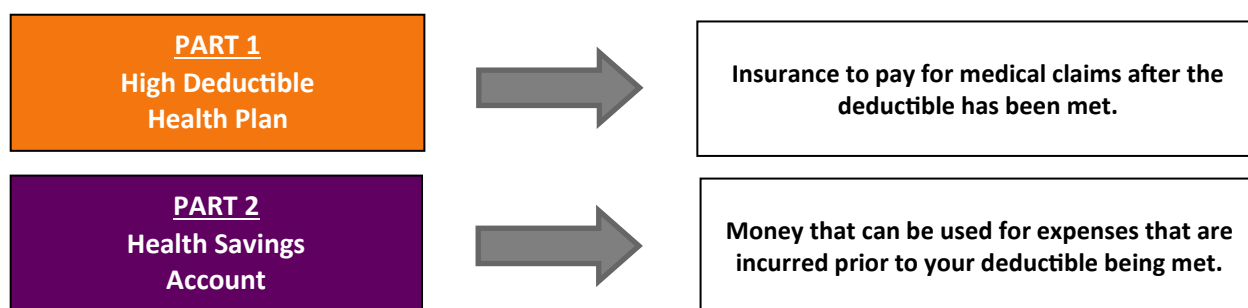 PART 1
High Deductible
Health Plan
Insurance to pay for medical claims after the
deductible has been met.
PART 2
Health Savings
Account
Money that can be used for expenses that are
incurred prior to your deductible being met.